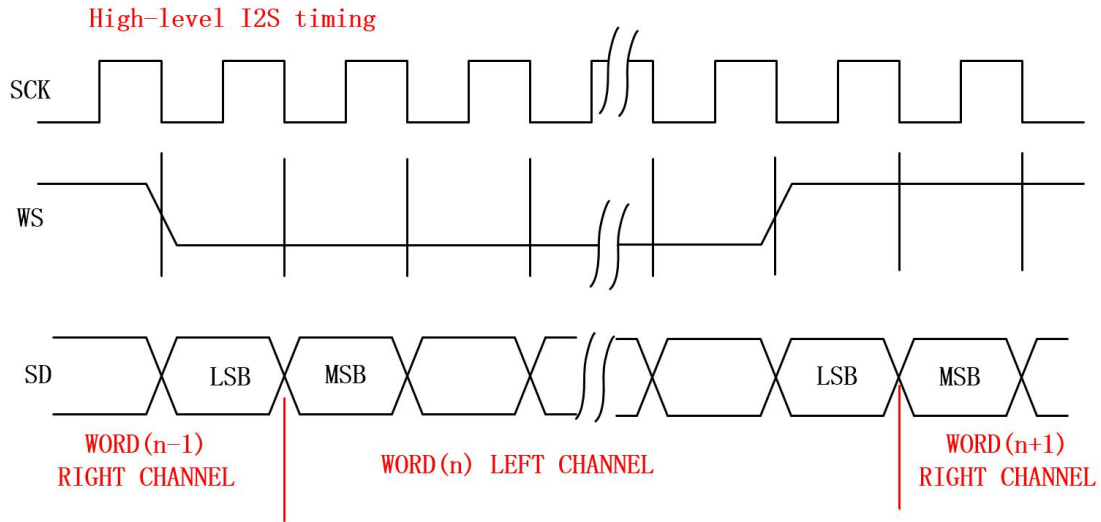 High-level I2S timing
SCK
WS
SD
LSB
MSB
LSB
MSB
WORD(n-1)
RIGHT CHANNEL
WORD(n) LEFT CHANNEL
WORD(n+1)
RIGHT CHANNEL